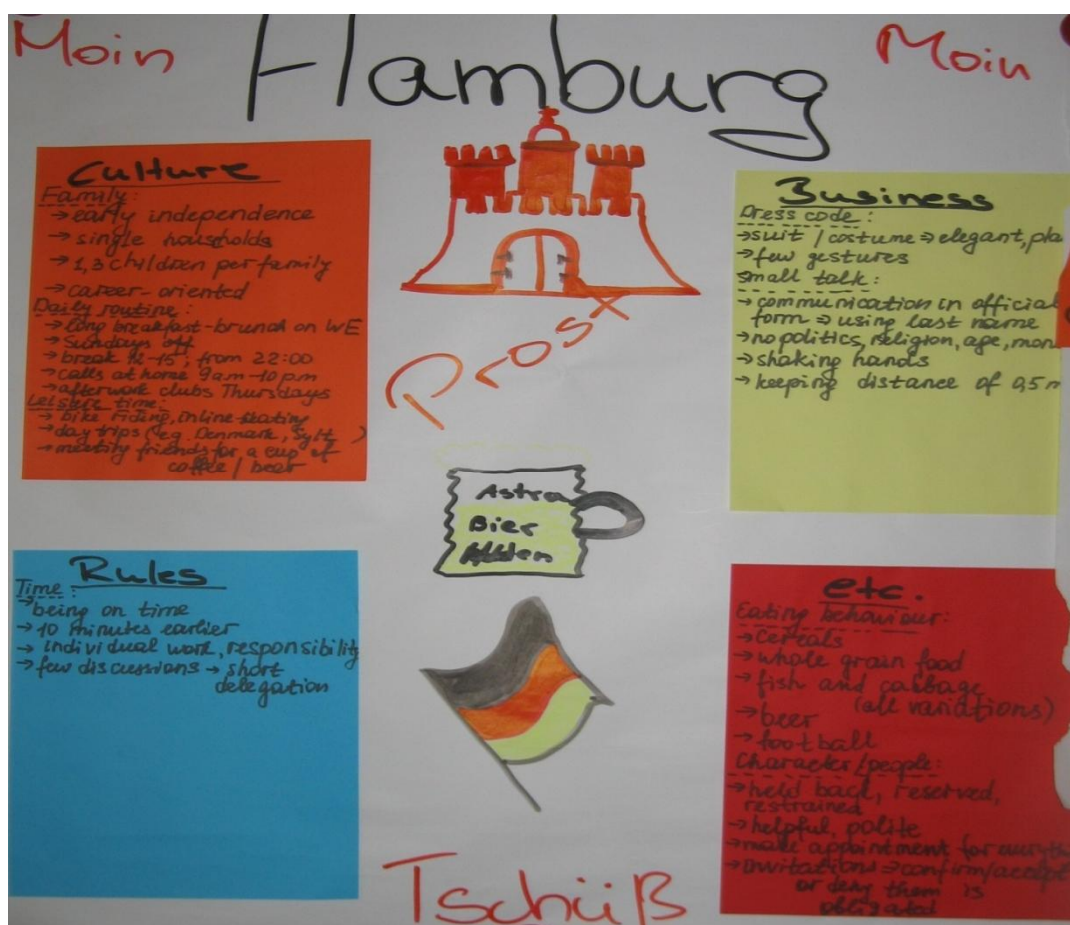 Moin
Hamburg
Moin
Culture
Family:
→ early independence
→ single households
→ 1,3 children per family
→ career-oriented
Daily routine:
→ long breakfast-brunch on WE
→ Sundays off
→ break 13-15, from 22:00
→ calls at home 9am-10pm
→ afterwork clubs Thursdays
Leisure time:
→ bike riding, inline-skating
→ day trips (eg. Denmark, Sylt )
→ meeting friends for a cup of
coffee / beer
Business
Dress code:
→ suit / costume ⇒ elegant, pla
→ few gestures
small talk:
→ communication in official
form ⇒ using last name
→ no politics, religion, age, mon
→ shaking hands
→ keeping distance of 0,5 m
Prost
Astra
Bier
Rules
Time:
→ being on time
→ 10 minutes earlier
→ individual work, responsibility
→ few discussions → short
delegation
etc.
Eating behaviour:
→ cereals
→ whole grain food
→ fish and cabbage
(all variations)
→ beer
→ football
Character/people:
→ held back, reserved,
restrained
→ helpful, polite
→ make appointment for everyth
→ invitations ⇒ confirm/accept
or deny them is
obligated
Tschüß